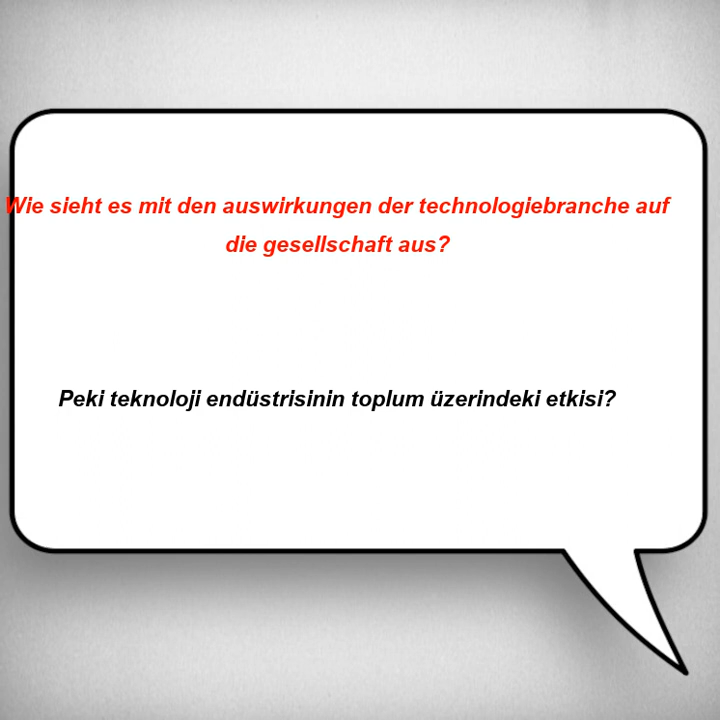 Wie sieht es mit den auswirkungen der technologiebranche auf
die gesellschaft aus?
Peki teknoloji endüstrisinin toplum üzerindeki etkisi?